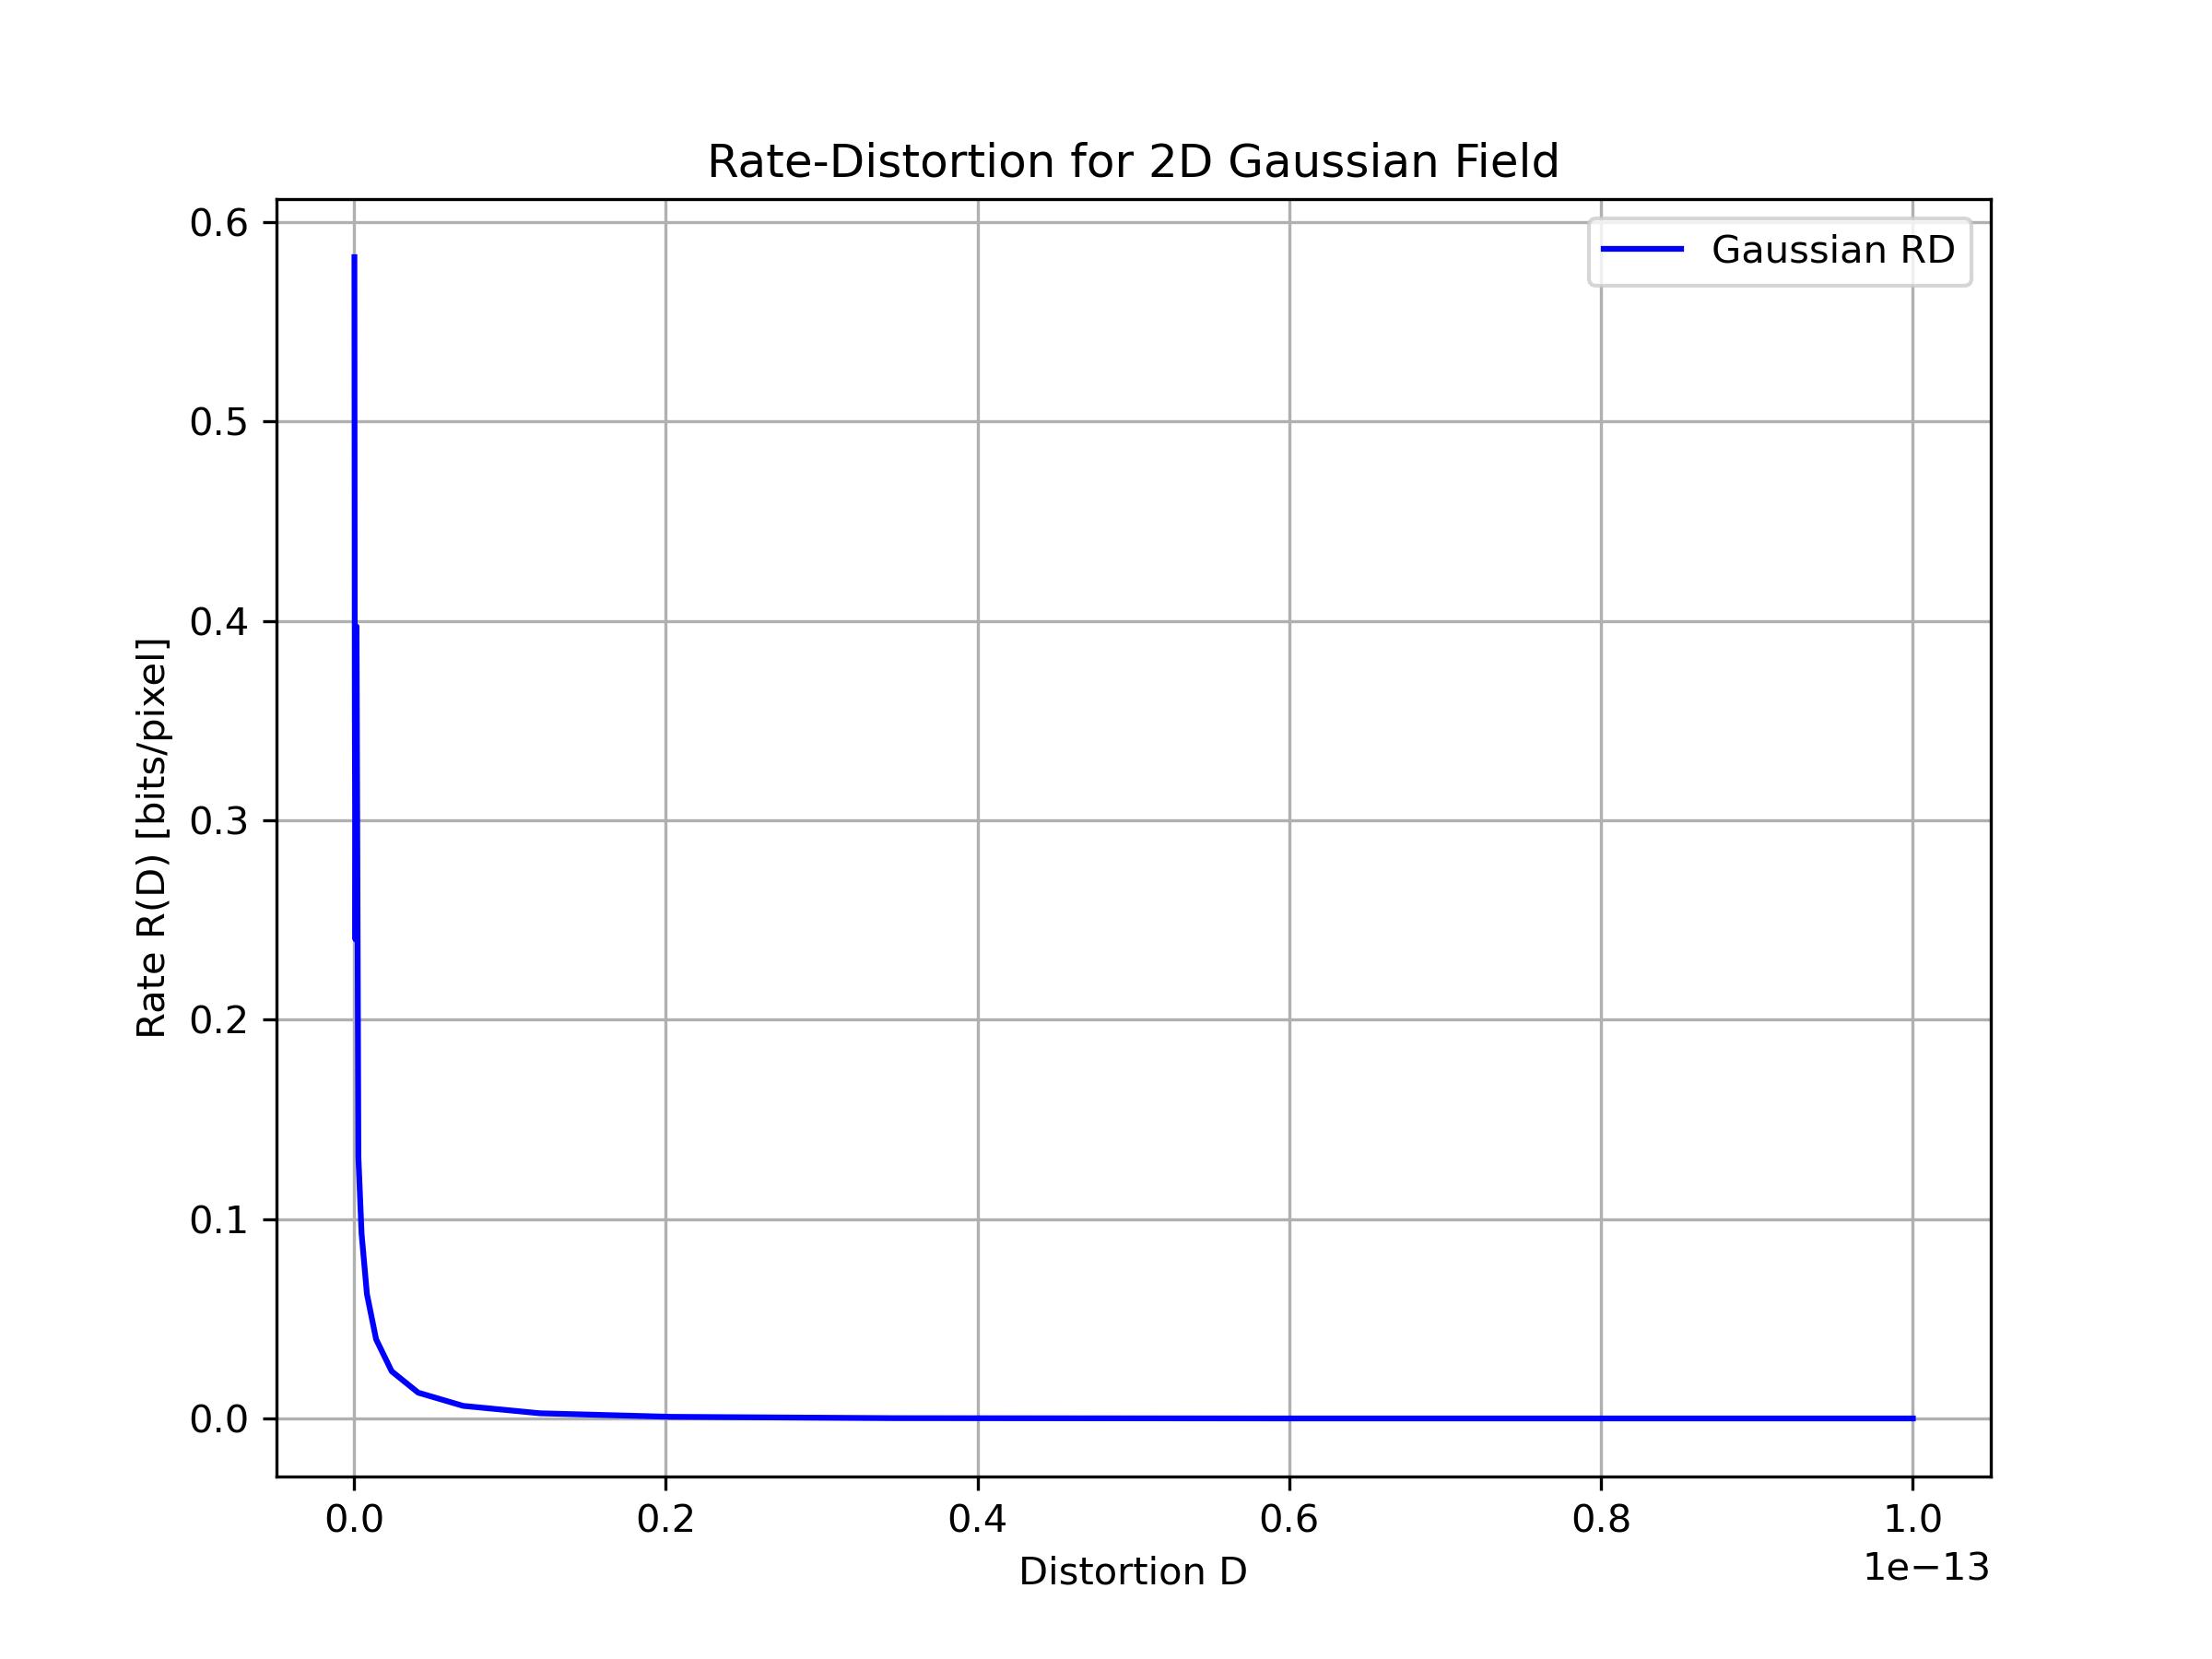 Rate-Distortion for 2D Gaussian Field
Gaussian RD
Rate R(D) [bits/pixel]
0.6
0.5
0.4
0.3
0.2
0.1
0.0
0.0 0.2 0.4 0.6 0.8 1.0
1e−13
Distortion D